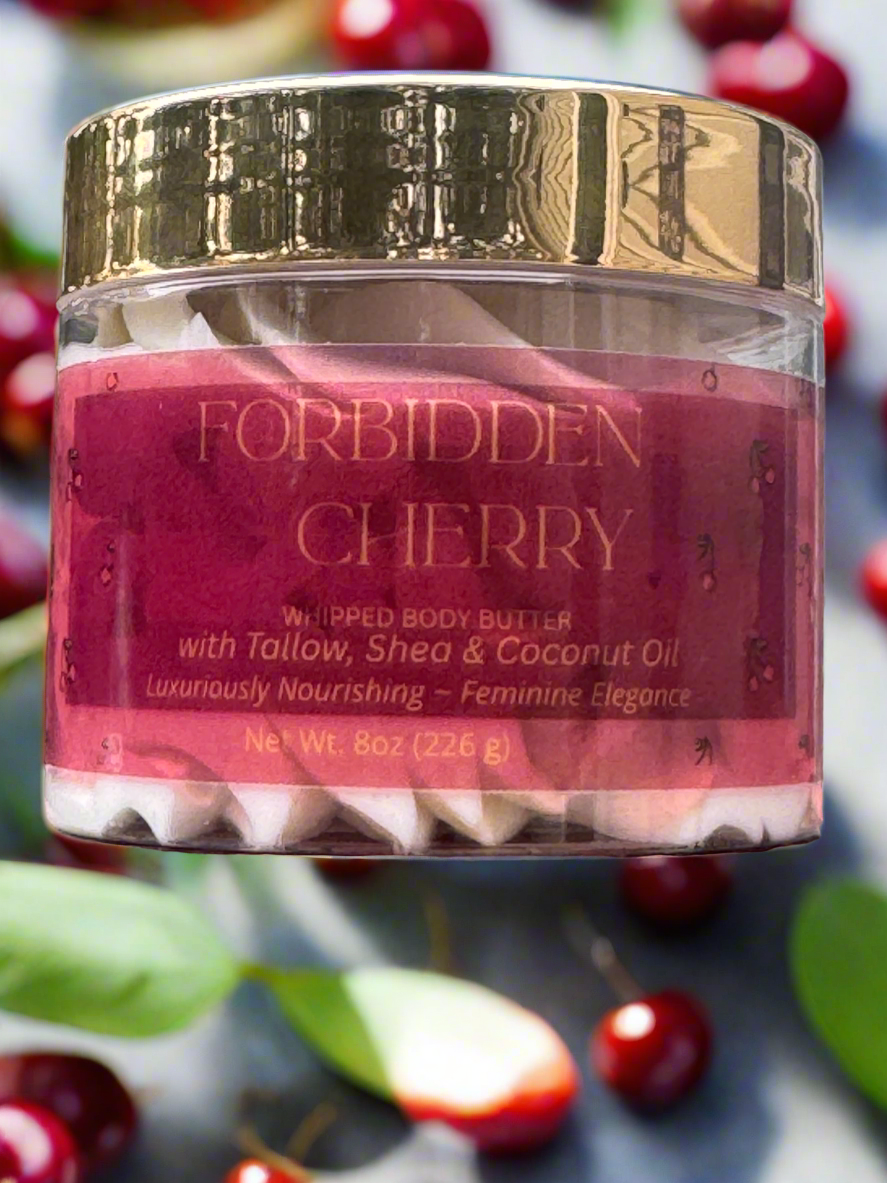 FORBIDDEN
CHERRY
WHIPPED BODY BUTTER
with Tallow, Shea & Coconut Oil
Luxuriously Nourishing ~ Feminine Elegance
Net Wt. 8oz (226 g)